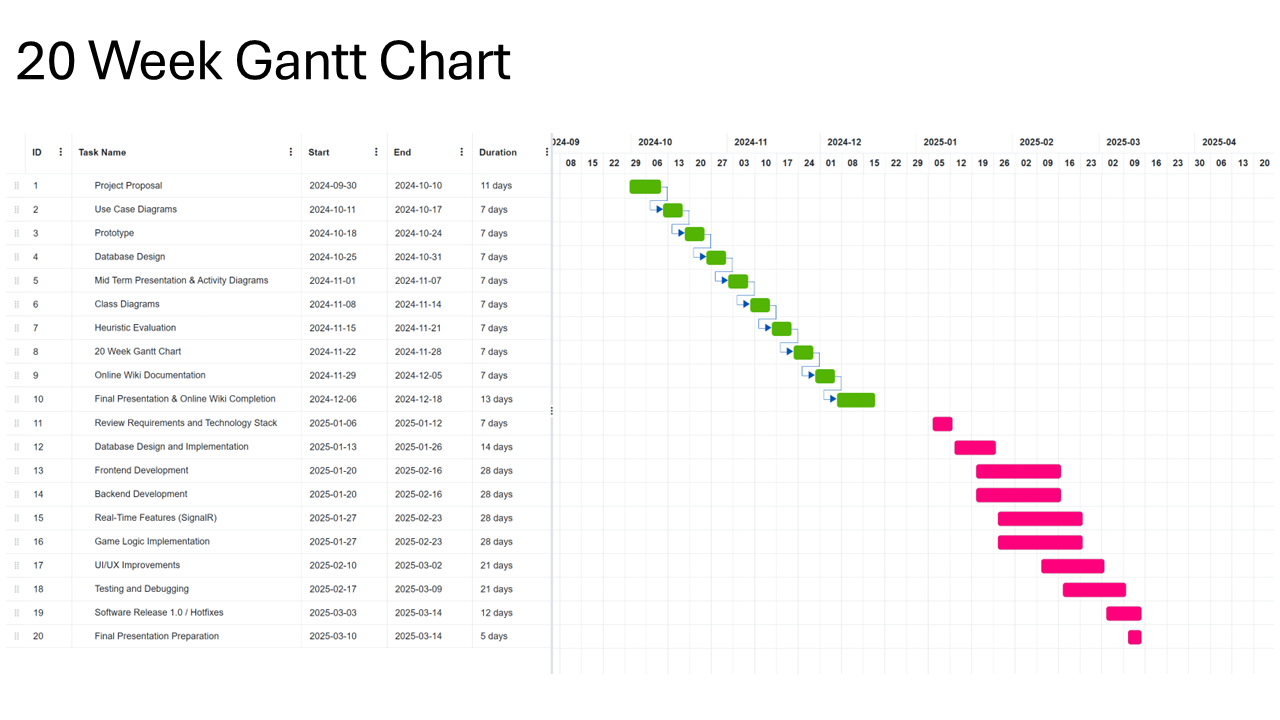 20 Week Gantt Chart
ID Task Name Start End Duration
024-09 2024-10 2024-11 2024-12 2025-01 2025-02 2025-03 2025-04
08 15 22 29 06 13 20 27 03 10 17 24 01 08 15 22 29 05 12 19 26 02 09 16 23 02 09 16 23 30 06 13 20
1 Project Proposal 2024-09-30 2024-10-10 11 days
2 Use Case Diagrams 2024-10-11 2024-10-17 7 days
3 Prototype 2024-10-18 2024-10-24 7 days
4 Database Design 2024-10-25 2024-10-31 7 days
5 Mid Term Presentation & Activity Diagrams 2024-11-01 2024-11-07 7 days
6 Class Diagrams 2024-11-08 2024-11-14 7 days
7 Heuristic Evaluation 2024-11-15 2024-11-21 7 days
8 20 Week Gantt Chart 2024-11-22 2024-11-28 7 days
9 Online Wiki Documentation 2024-11-29 2024-12-05 7 days
10 Final Presentation & Online Wiki Completion 2024-12-06 2024-12-18 13 days
11 Review Requirements and Technology Stack 2025-01-06 2025-01-12 7 days
12 Database Design and Implementation 2025-01-13 2025-01-26 14 days
13 Frontend Development 2025-01-20 2025-02-16 28 days
14 Backend Development 2025-01-20 2025-02-16 28 days
15 Real-Time Features (SignalR) 2025-01-27 2025-02-23 28 days
16 Game Logic Implementation 2025-01-27 2025-02-23 28 days
17 UI/UX Improvements 2025-02-10 2025-03-02 21 days
18 Testing and Debugging 2025-02-17 2025-03-09 21 days
19 Software Release 1.0 / Hotfixes 2025-03-03 2025-03-14 12 days
20 Final Presentation Preparation 2025-03-10 2025-03-14 5 days